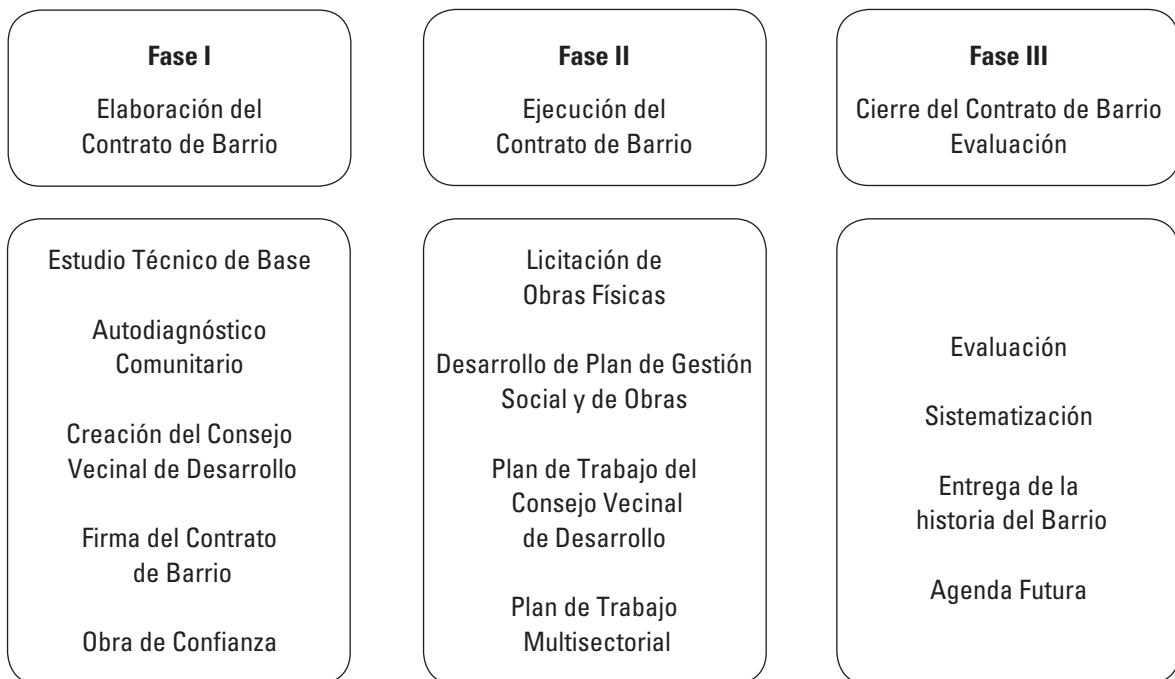 Fase I
Elaboración del
Contrato de Barrio
Estudio Técnico de Base
Autodiagnóstico
Comunitario
Creación del Consejo
Vecinal de Desarrollo
Firma del Contrato
de Barrio
Obra de Confianza
Fase II
Ejecución del
Contrato de Barrio
Licitación de
Obras Físicas
Desarrollo de Plan de Gestión
Social y de Obras
Plan de Trabajo del
Consejo Vecinal
de Desarrollo
Plan de Trabajo
Multisectorial
Fase III
Cierre del Contrato de Barrio
Evaluación
Evaluación
Sistematización
Entrega de la
historia del Barrio
Agenda Futura